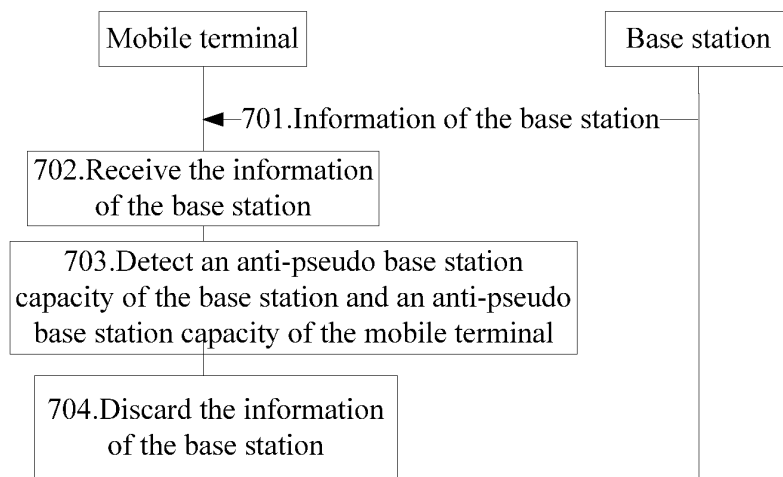 Mobile terminal
Base station
701.Information of the base station
702.Receive the information
of the base station
703.Detect an anti-pseudo base station
capacity of the base station and an anti-pseudo
base station capacity of the mobile terminal
704.Discard the information
of the base station